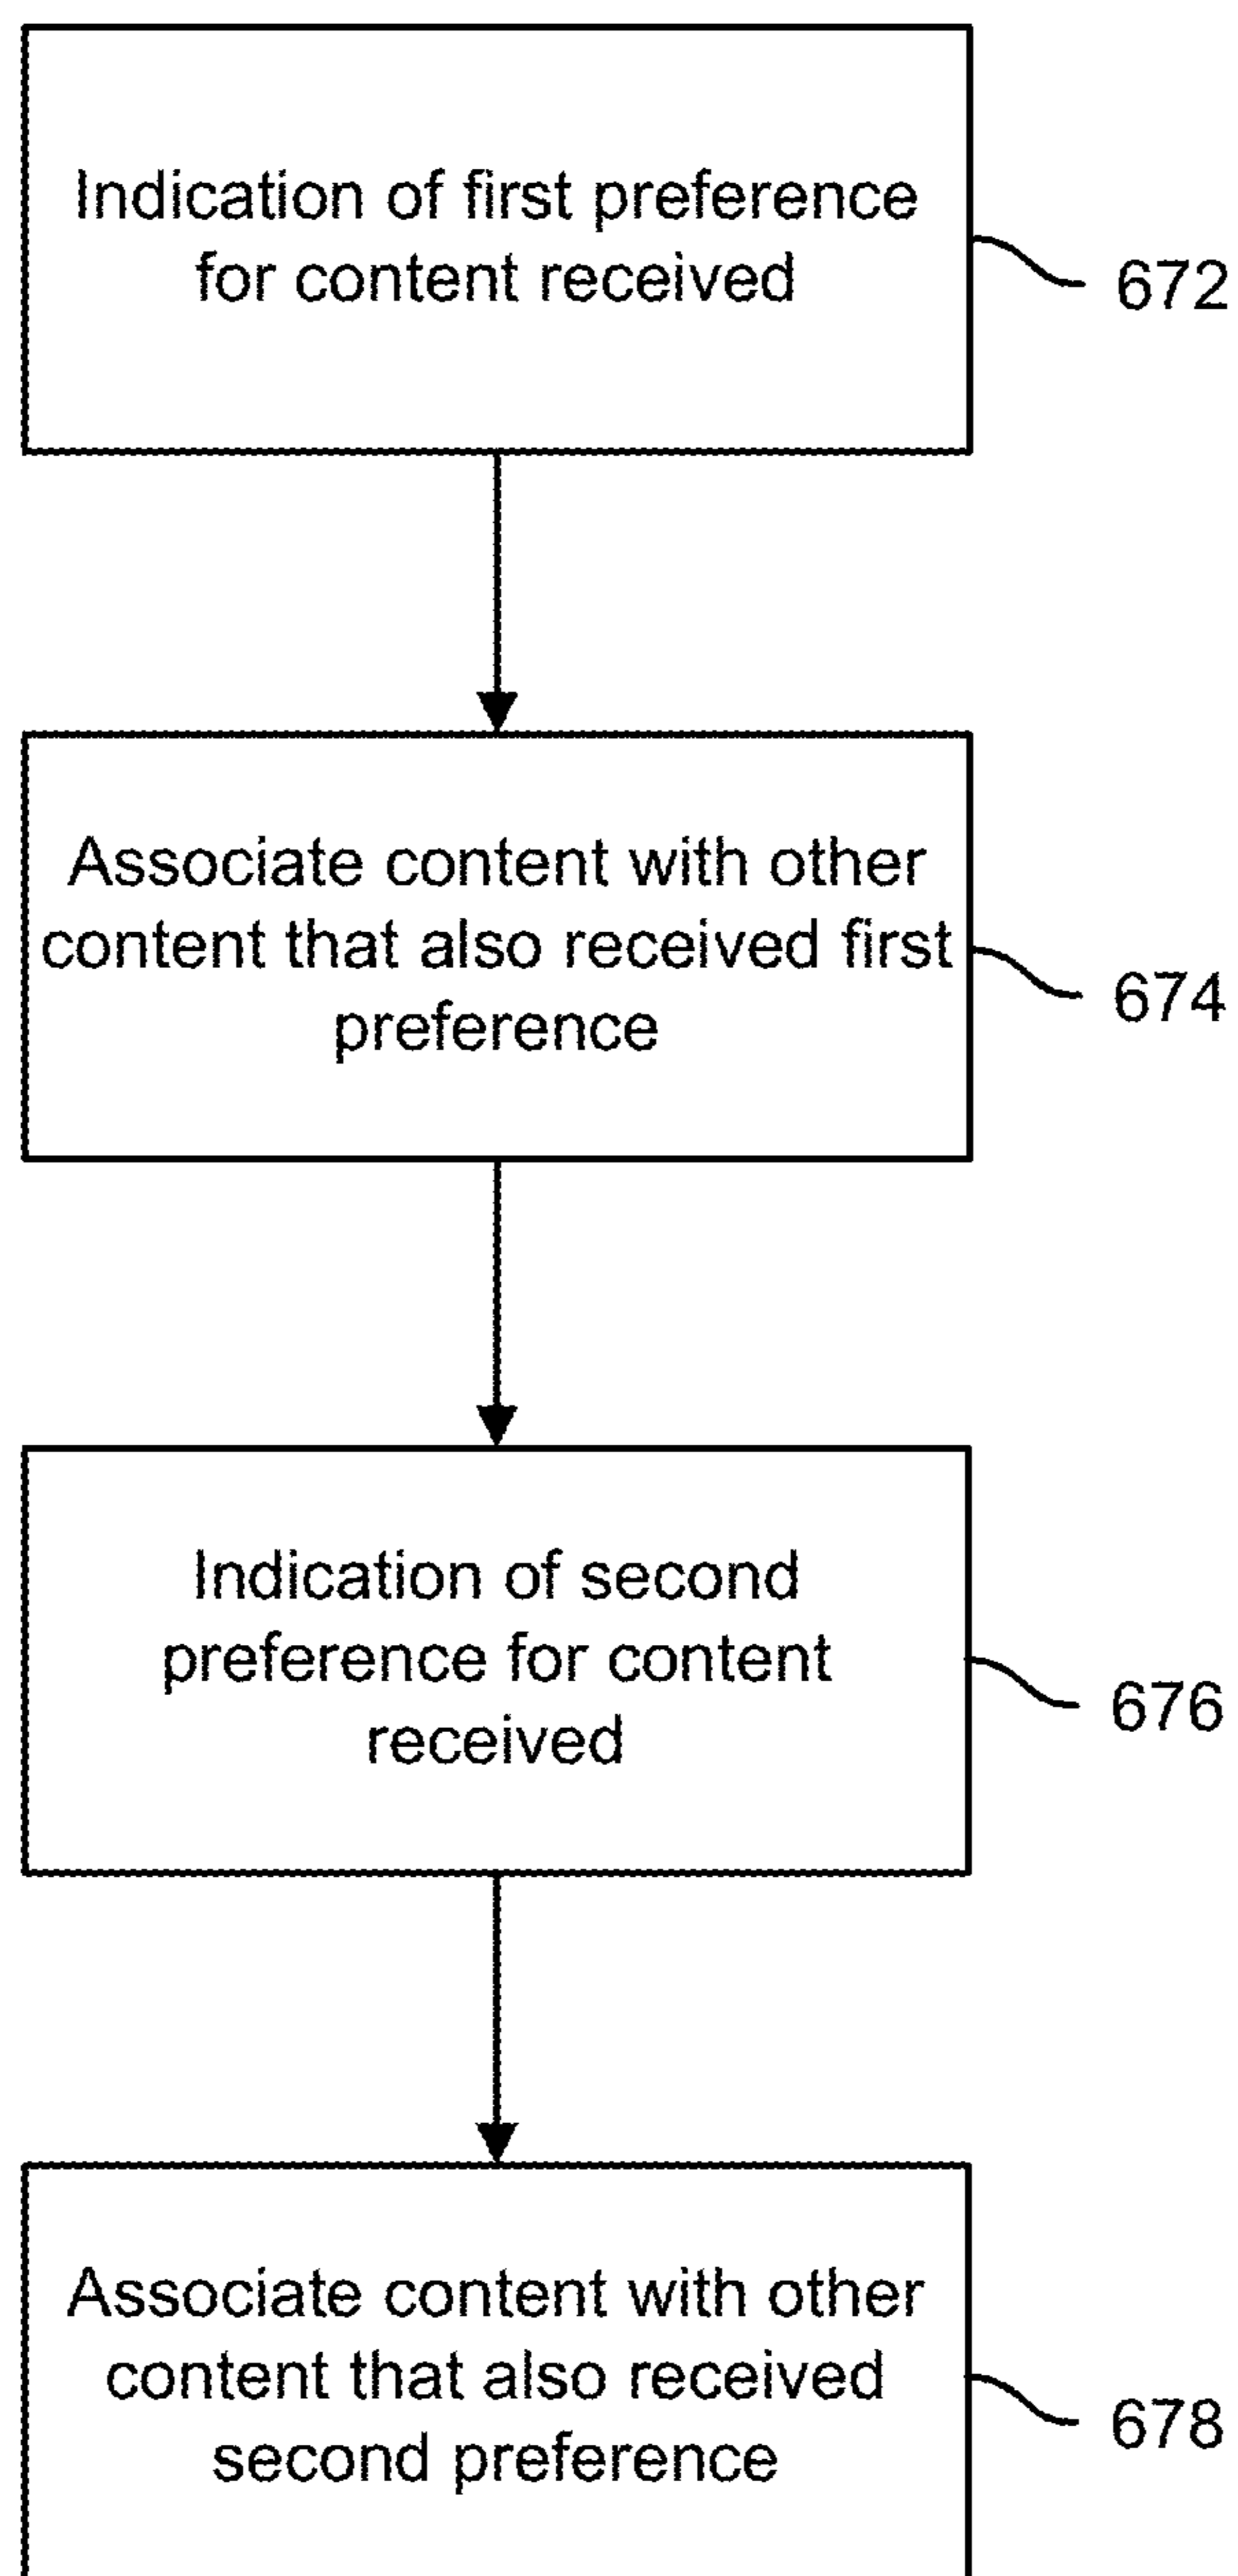 Indication of first preference
for content received
672
Associate content with other
content that also received first
preference
674
Indication of second
preference for content
received
676
Associate content with other
content that also received
second preference
678